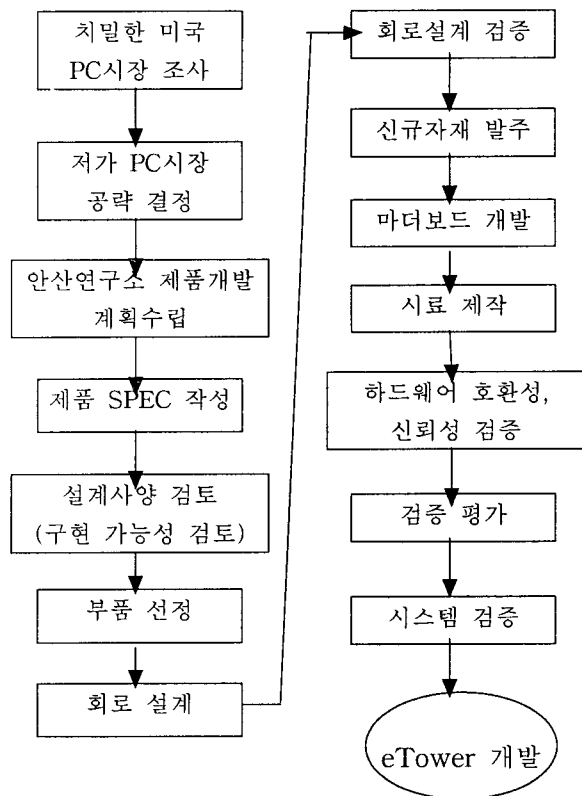 치밀한 미국
PC시장 조사
저가 PC시장
공략 결정
안산연구소 제품개발
계획수립
제품 SPEC 작성
설계사양 검토
(구현 가능성 검토)
부품 선정
회로 설계
회로설계 검증
신규자재 발주
마더보드 개발
시료 제작
하드웨어 호환성,
신뢰성 검증
검증 평가
시스템 검증
eTower 개발